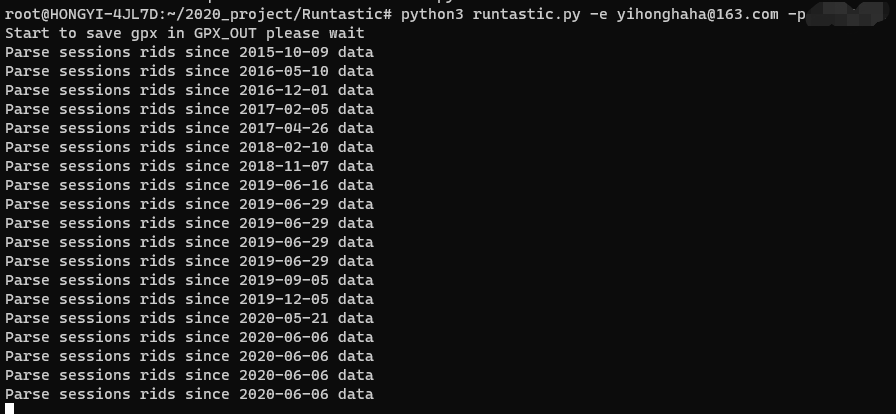 root@HONGYI-4JL7D:~/2020_project/Runtastic# python3 runtastic.py -e yihonghaha@163.com -p
Start to save gpx in GPX_OUT please wait
Parse sessions rids since 2015-10-09 data
Parse sessions rids since 2016-05-10 data
Parse sessions rids since 2016-12-01 data
Parse sessions rids since 2017-02-05 data
Parse sessions rids since 2017-04-26 data
Parse sessions rids since 2018-02-10 data
Parse sessions rids since 2018-11-07 data
Parse sessions rids since 2019-06-16 data
Parse sessions rids since 2019-06-29 data
Parse sessions rids since 2019-06-29 data
Parse sessions rids since 2019-06-29 data
Parse sessions rids since 2019-06-29 data
Parse sessions rids since 2019-09-05 data
Parse sessions rids since 2019-12-05 data
Parse sessions rids since 2020-05-21 data
Parse sessions rids since 2020-06-06 data
Parse sessions rids since 2020-06-06 data
Parse sessions rids since 2020-06-06 data
Parse sessions rids since 2020-06-06 data